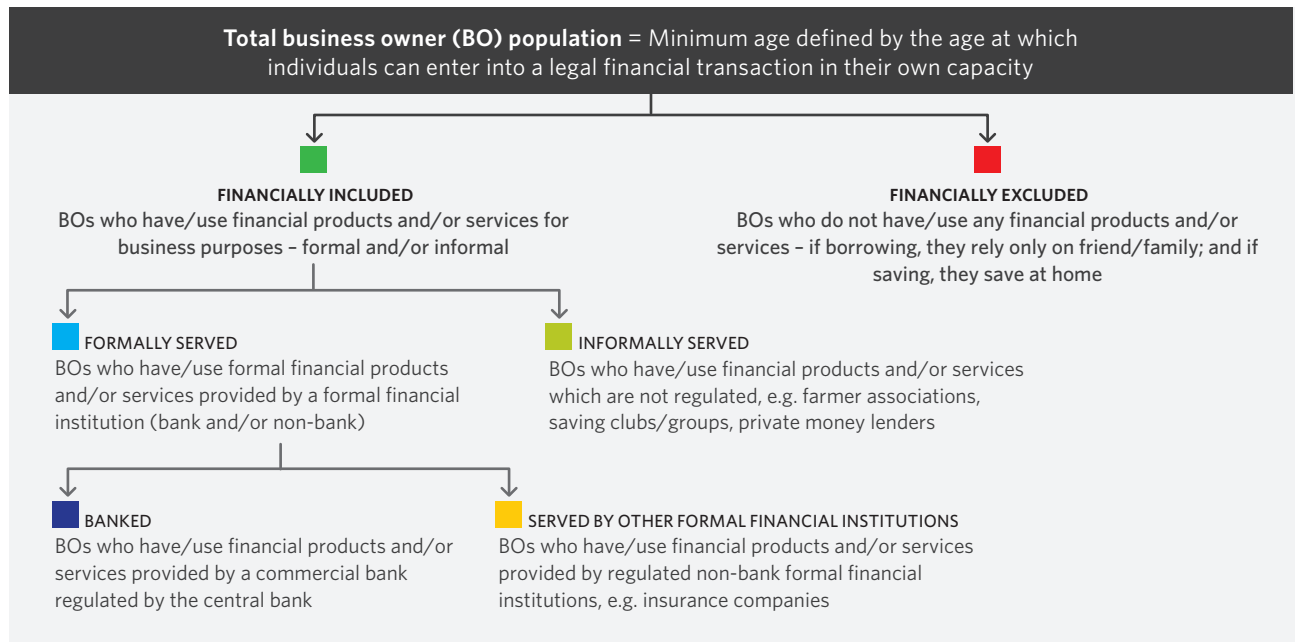 Total business owner (BO) population = Minimum age defined by the age at which
individuals can enter into a legal financial transaction in their own capacity
FINANCIALLY INCLUDED
BOs who have/use financial products and/or services for
business purposes – formal and/or informal
FINANCIALLY EXCLUDED
BOs who do not have/use any financial products and/or
services – if borrowing, they rely only on friend/family; and if
saving, they save at home
FORMALLY SERVED
BOs who have/use formal financial products
and/or services provided by a formal financial
institution (bank and/or non-bank)
INFORMALLY SERVED
BOs who have/use financial products and/or services
which are not regulated, e.g. farmer associations,
saving clubs/groups, private money lenders
BANKED
BOs who have/use financial products and/or
services provided by a commercial bank
regulated by the central bank
SERVED BY OTHER FORMAL FINANCIAL INSTITUTIONS
BOs who have/use financial products and/or services
provided by regulated non-bank formal financial
institutions, e.g. insurance companies